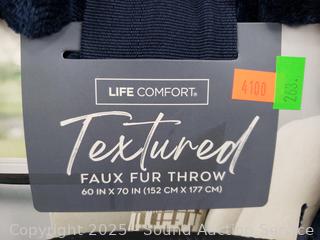 LIFE COMFORT®
4100
283.
Textured
FAUX FUR THROW
60 IN X 70 IN (152 CM X 177 CM)
Copyright 2025 - Sound Auction Service